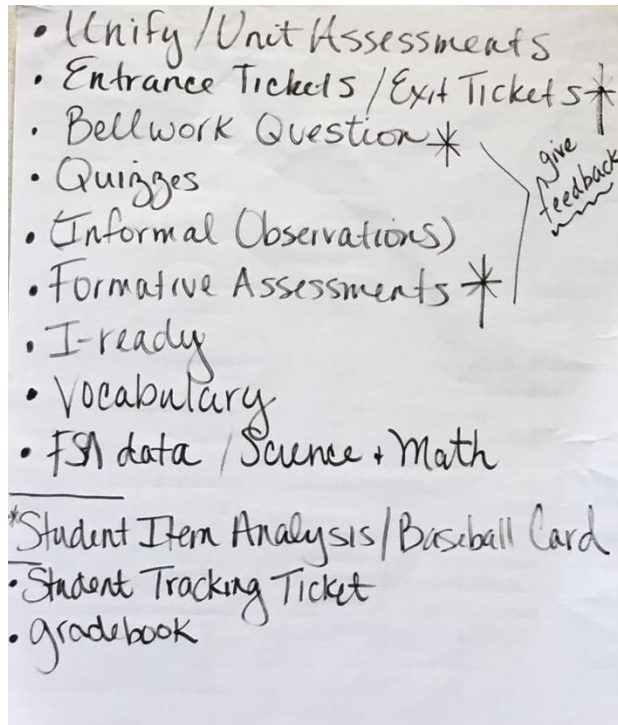 • Unify / Unit Assessments
• Entrance Tickets / Exit Tickets *
• Bellwork Question *
give
feedback
• Quizzes
• (Informal Observations)
• Formative Assessments *
• I-ready
• Vocabulary
• FSA data / Science + Math
*Student Item Analysis / Baseball Card
• Student Tracking Ticket
• gradebook